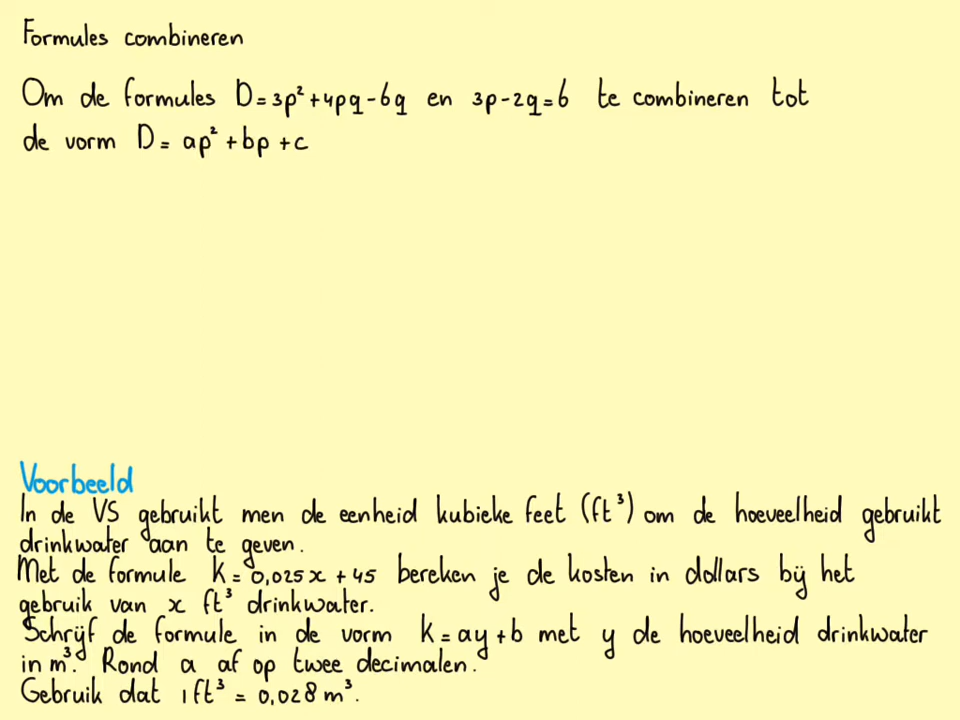 Formules combineren
Om de formules D = 3p² + 4pq - 6q en 3p - 2q = 6 te combineren tot
de vorm D = ap² + bp + c
Voorbeeld
In de VS gebruikt men de eenheid kubieke feet (ft³) om de hoeveelheid gebruikt
drinkwater aan te geven.
Met de formule K = 0,025x + 45 bereken je de kosten in dollars bij het
gebruik van x ft³ drinkwater.
Schrijf de formule in de vorm K = ay + b met y de hoeveelheid drinkwater
in m³. Rond a af op twee decimalen.
Gebruik dat 1 ft³ = 0,028 m³.